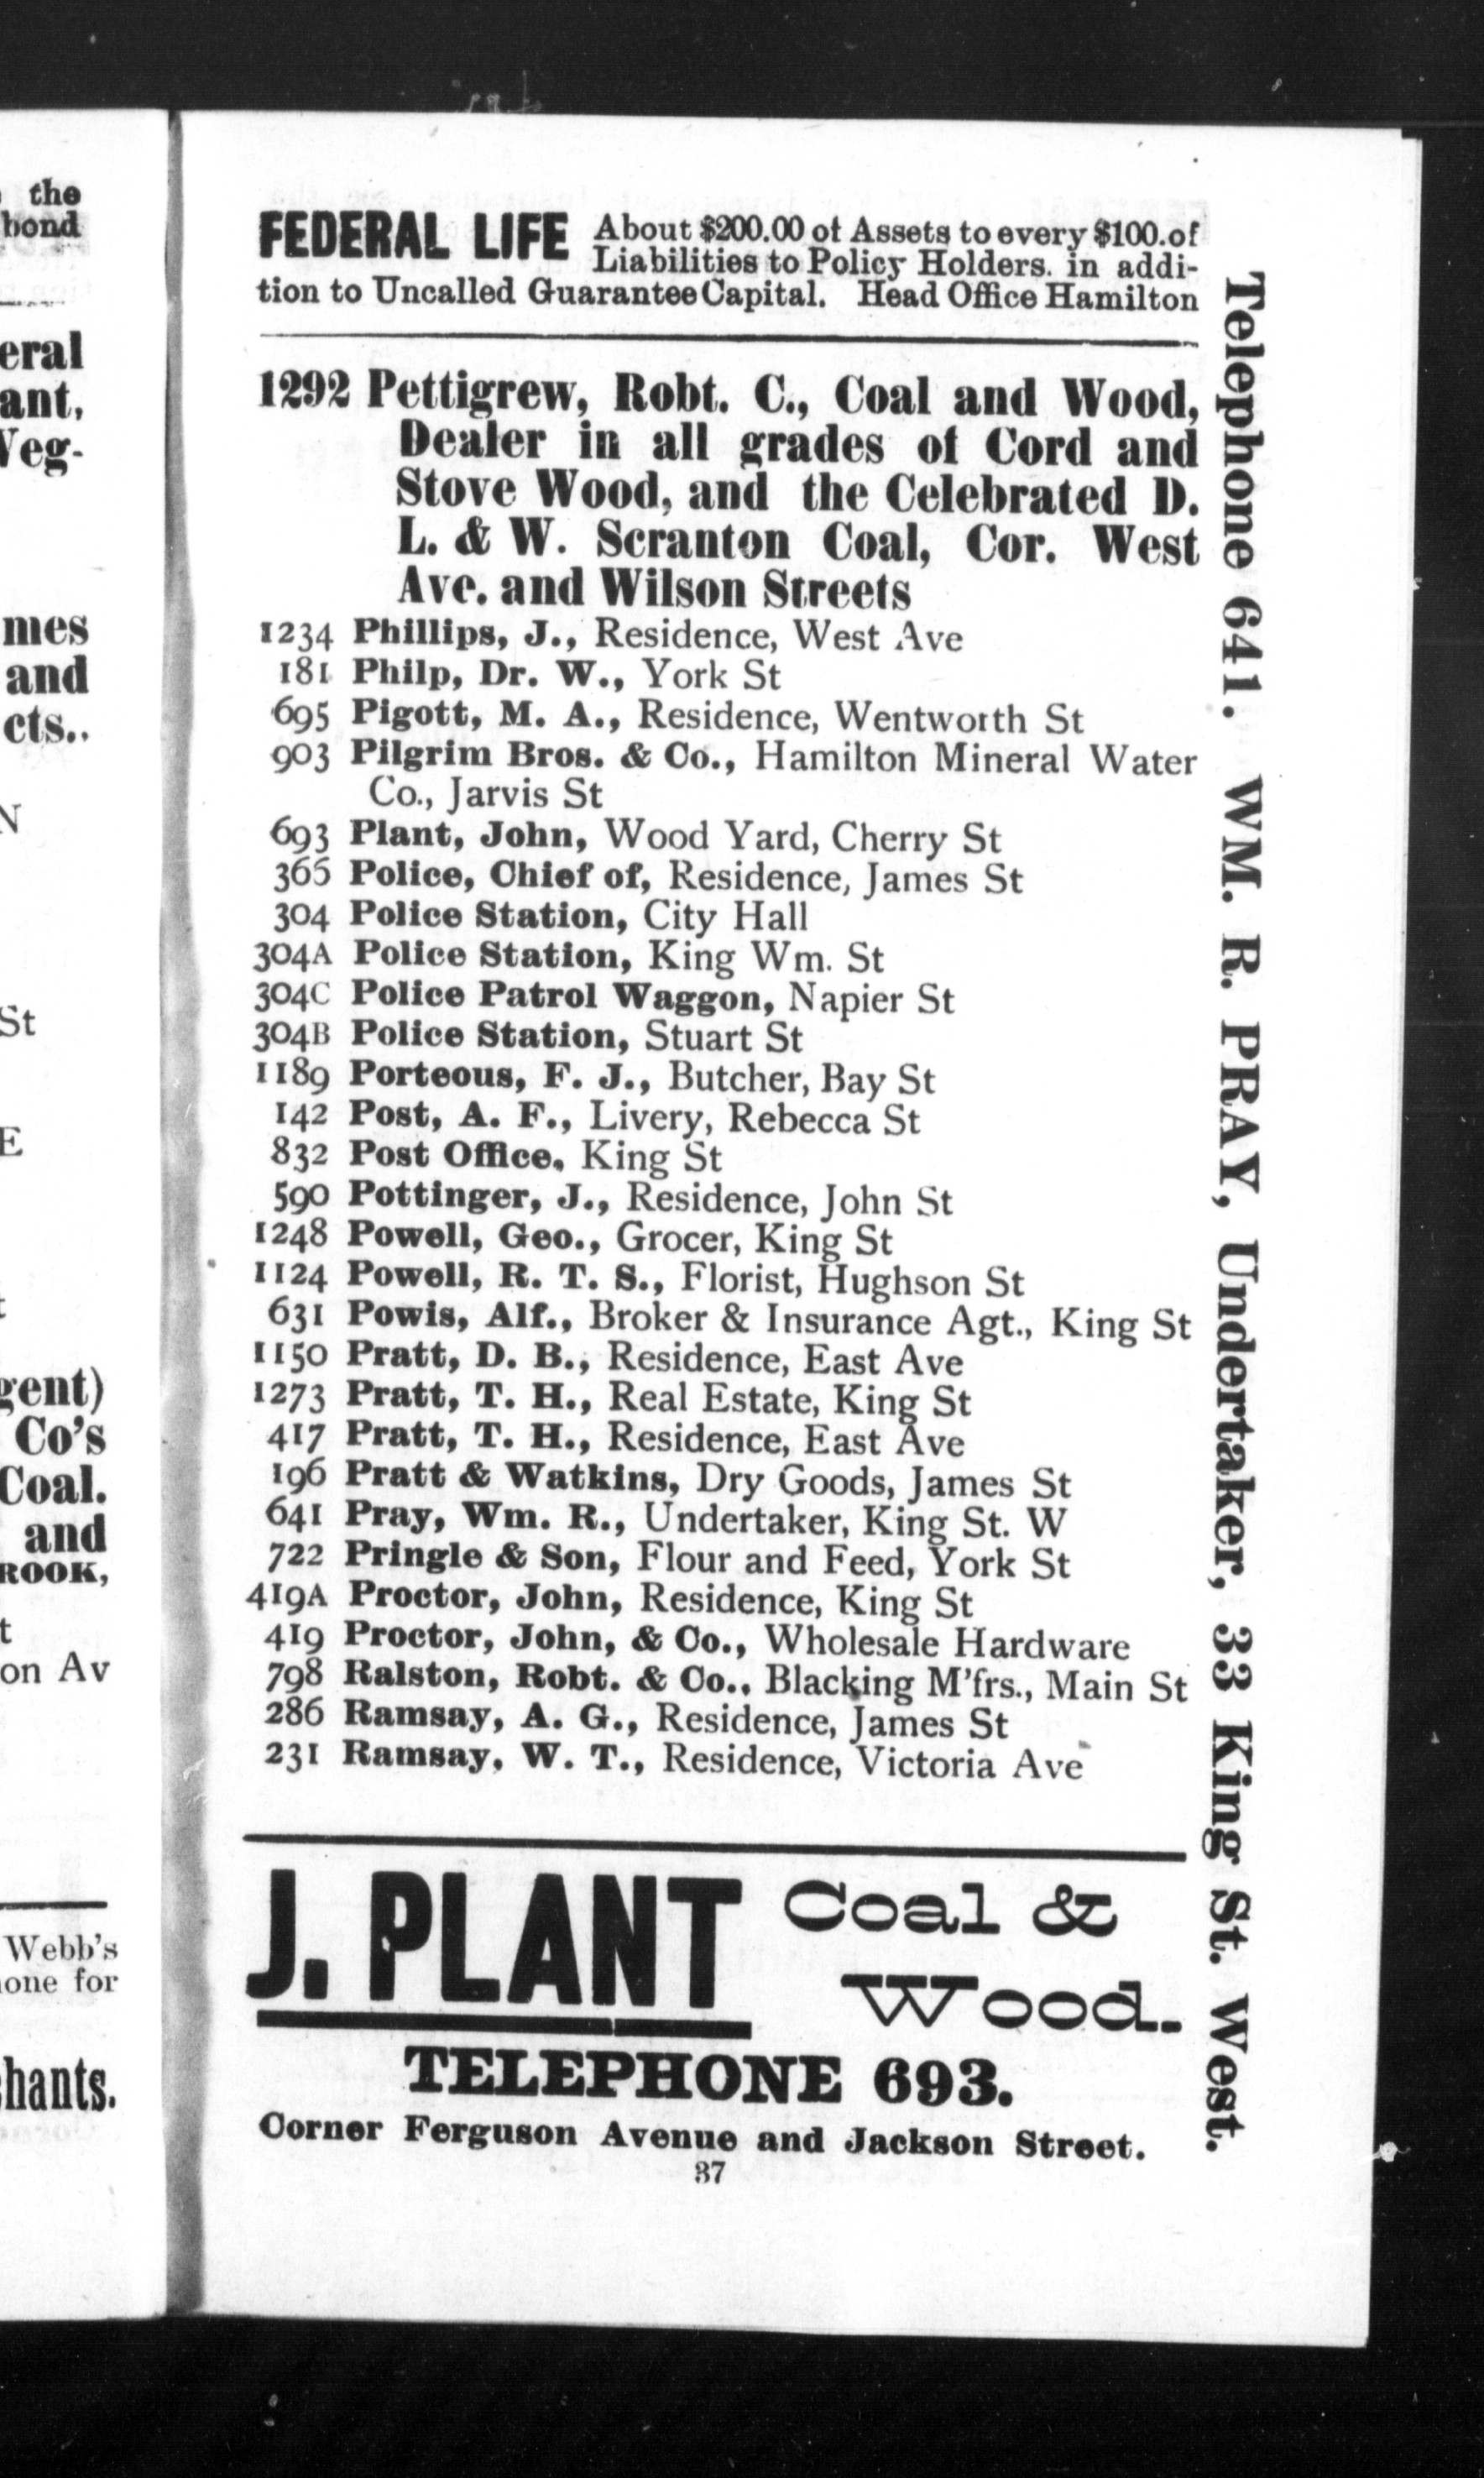 the
bond
eral
ant,
Veg-
mes
and
cts..
N
St
E
t
gent)
Co's
Coal.
and
ROOK,
t
on Av
Webb's
one for
hants.
FEDERAL LIFE About $200.00 of Assets to every $100.of
Liabilities to Policy Holders. in addi-
tion to Uncalled Guarantee Capital. Head Office Hamilton
1292 Pettigrew, Robt. C., Coal and Wood,
Dealer in all grades of Cord and
Stove Wood, and the Celebrated D.
L. & W. Scranton Coal, Cor. West
Ave. and Wilson Streets
1234 Phillips, J., Residence, West Ave
181 Philp, Dr. W., York St
695 Pigott, M. A., Residence, Wentworth St
903 Pilgrim Bros. & Co., Hamilton Mineral Water
Co., Jarvis St
693 Plant, John, Wood Yard, Cherry St
365 Police, Chief of, Residence, James St
304 Police Station, City Hall
304A Police Station, King Wm. St
304C Police Patrol Waggon, Napier St
304B Police Station, Stuart St
1189 Porteous, F. J., Butcher, Bay St
142 Post, A. F., Livery, Rebecca St
832 Post Office, King St
590 Pottinger, J., Residence, John St
1248 Powell, Geo., Grocer, King St
1124 Powell, R. T. S., Florist, Hughson St
631 Powis, Alf., Broker & Insurance Agt., King St
1150 Pratt, D. B., Residence, East Ave
1273 Pratt, T. H., Real Estate, King St
417 Pratt, T. H., Residence, East Ave
196 Pratt & Watkins, Dry Goods, James St
641 Pray, Wm. R., Undertaker, King St. W
722 Pringle & Son, Flour and Feed, York St
419A Proctor, John, Residence, King St
419 Proctor, John, & Co., Wholesale Hardware
798 Ralston, Robt. & Co., Blacking M'frs., Main St
286 Ramsay, A. G., Residence, James St
231 Ramsay, W. T., Residence, Victoria Ave
J. PLANT Coal &
Wood.
TELEPHONE 693.
Corner Ferguson Avenue and Jackson Street.
37
Telephone 641. WM. R. PRAY, Undertaker, 33 King St. West.